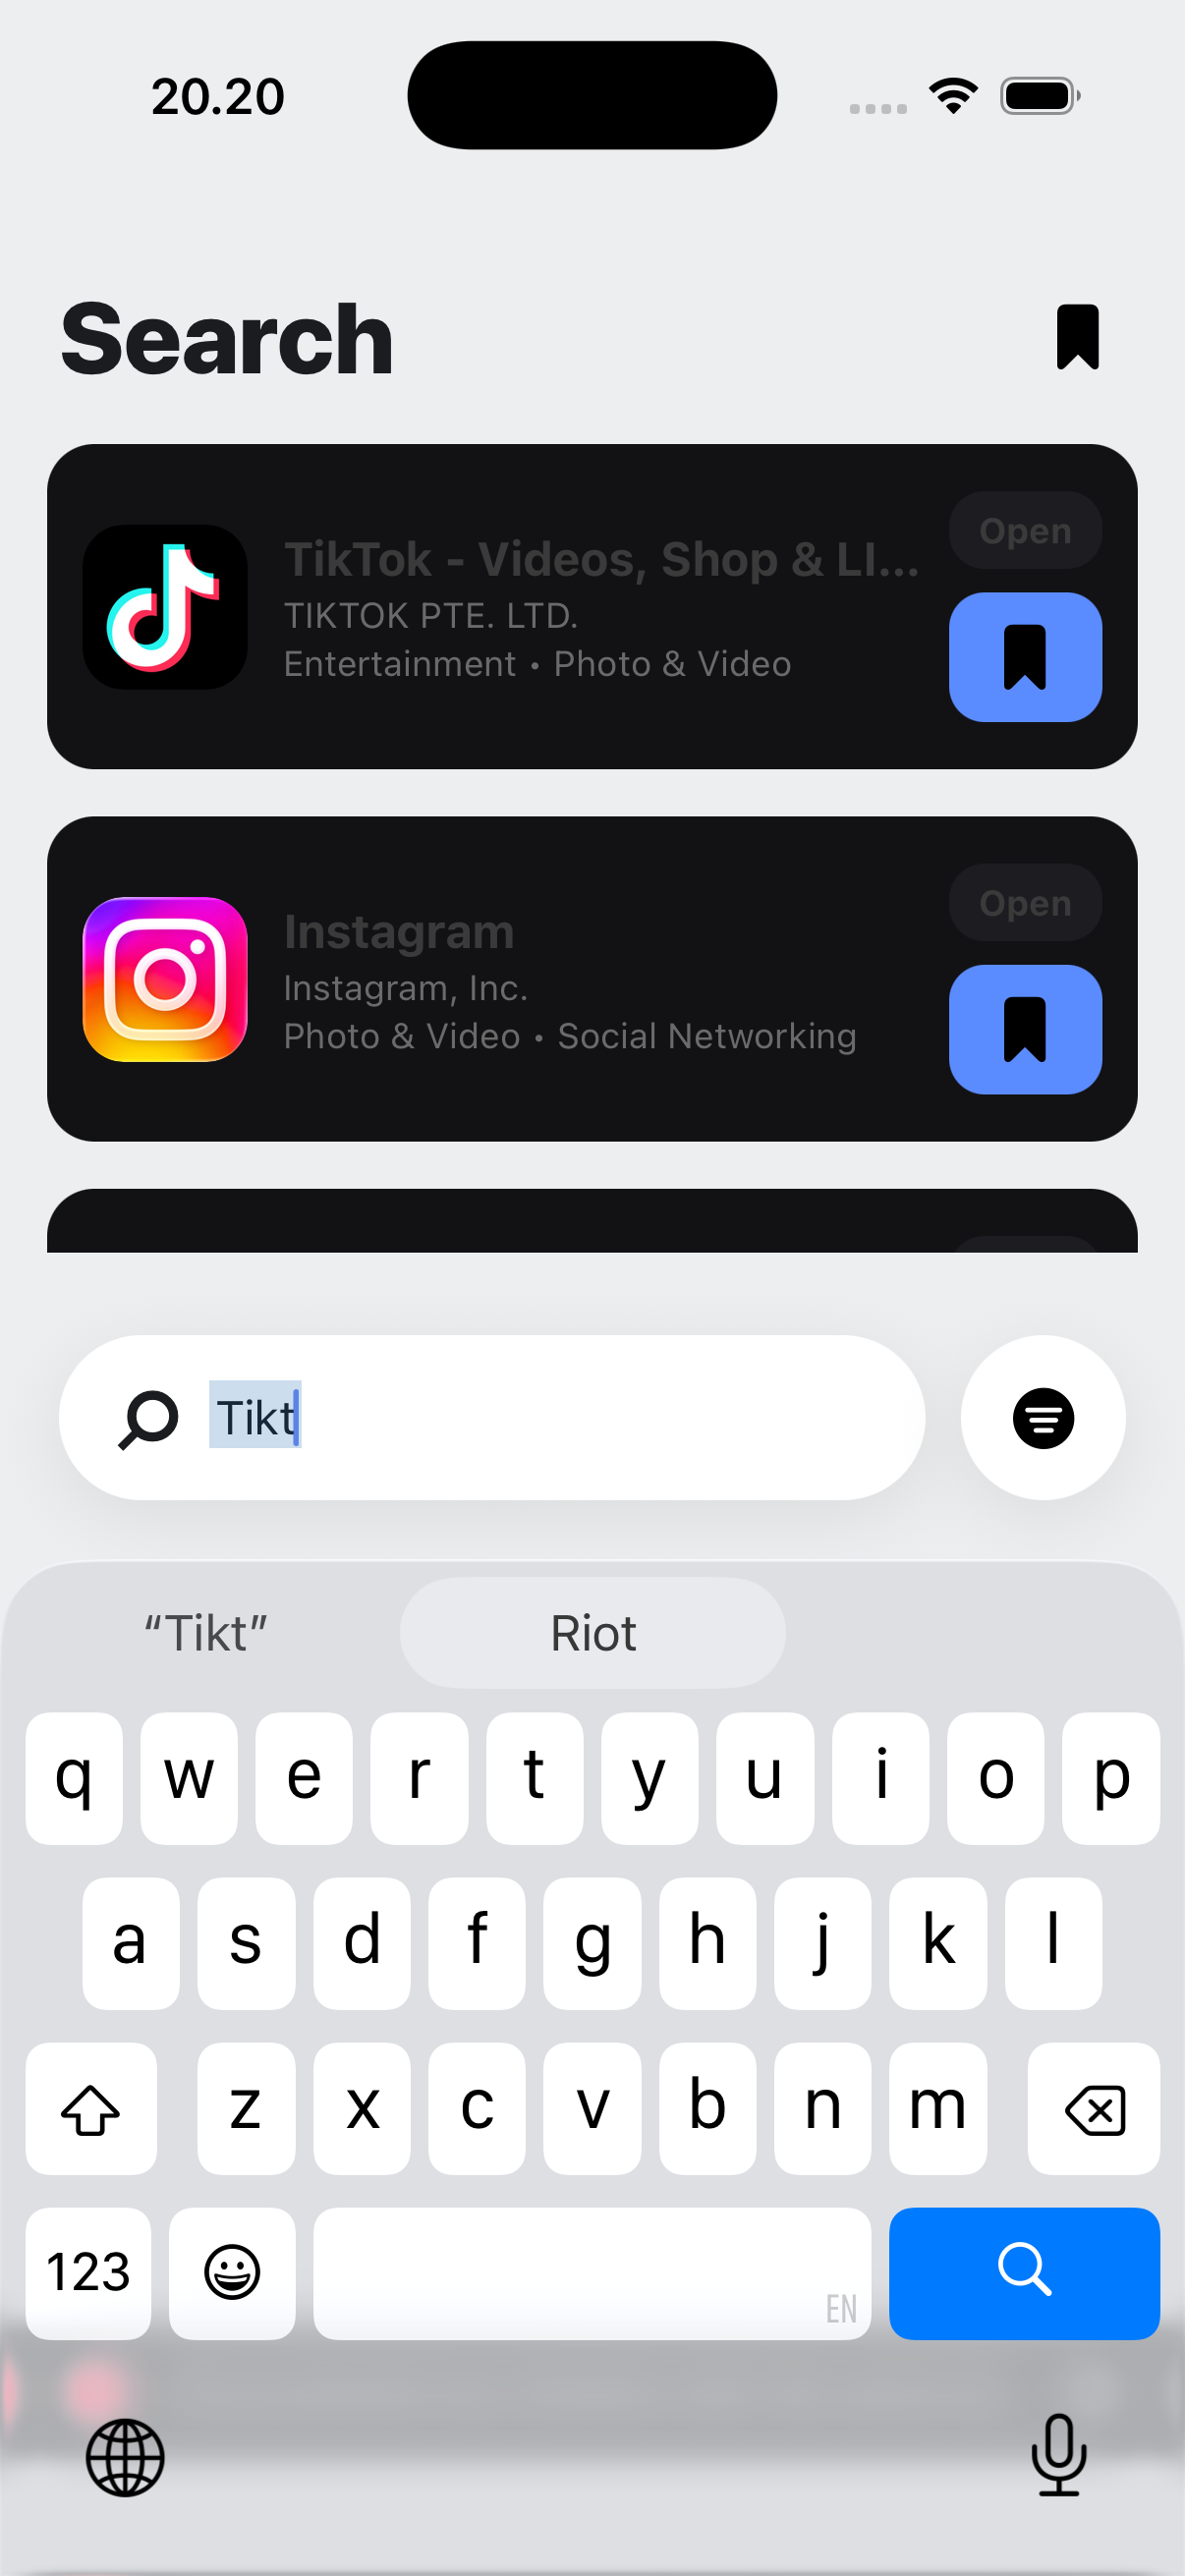 20.20
Search
TikTok - Videos, Shop & LI...
TIKTOK PTE. LTD.
Entertainment • Photo & Video
Open
Instagram
Instagram, Inc.
Photo & Video • Social Networking
Open
Tikt
“Tikt” Riot
q w e r t y u i o p
a s d f g h j k l
z x c v b n m
123 EN